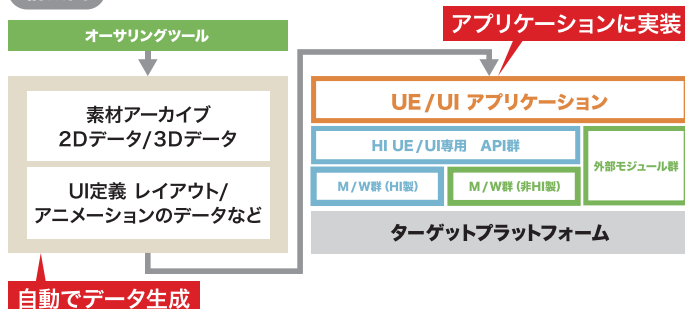 オーサリングツール
素材アーカイブ
2Dデータ/3Dデータ
UI定義 レイアウト/
アニメーションのデータなど
自動でデータ生成
アプリケーションに実装
UE/UI アプリケーション
HI UE/UI専用 API群
M/W群（HI製）
M/W群（非HI製）
外部モジュール群
ターゲットプラットフォーム